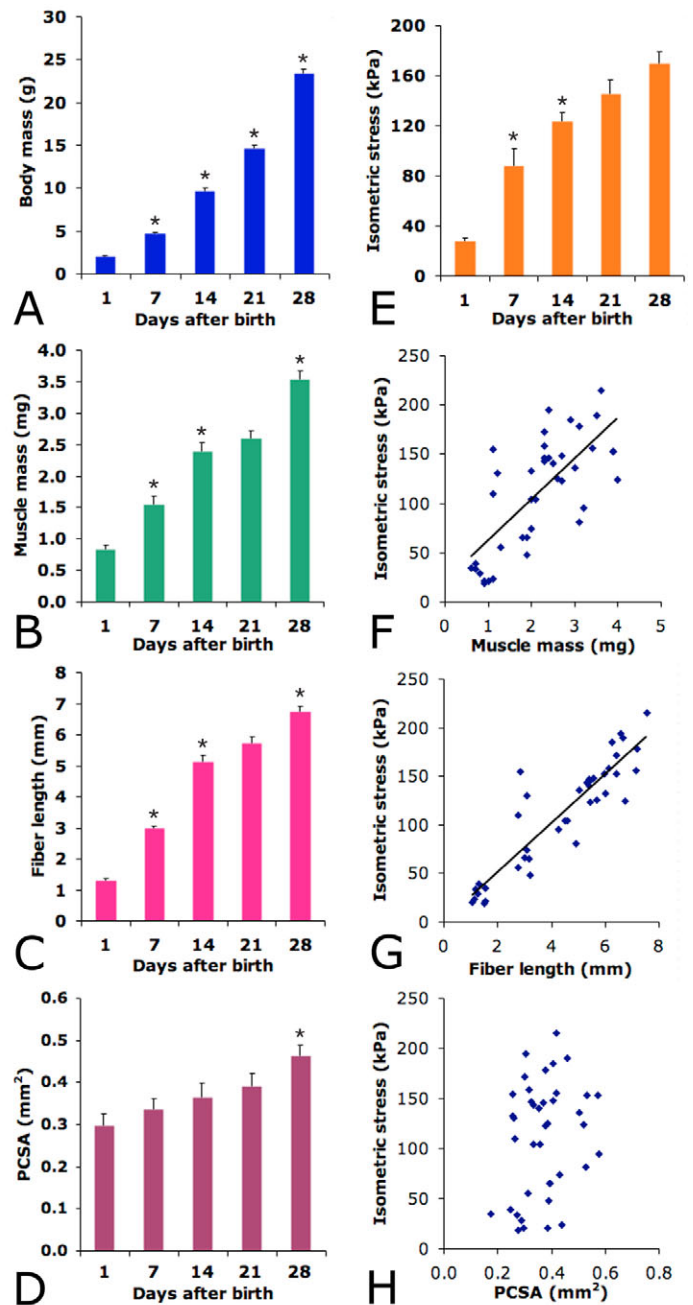 30
25
20
15
10
5
0
Body mass (g)
*
*
*
*
1 7 14 21 28
Days after birth
A
200
160
120
80
40
0
Isometric stress (kPa)
*
*
1 7 14 21 28
Days after birth
E
4.0
3.5
3.0
2.5
2.0
1.5
1.0
0.5
0.0
Muscle mass (mg)
*
*
*
1 7 14 21 28
Days after birth
B
250
200
150
100
50
0
Isometric stress (kPa)
0 1 2 3 4 5
Muscle mass (mg)
F
8
7
6
5
4
3
2
1
0
Fiber length (mm)
*
*
*
1 7 14 21 28
Days after birth
C
250
200
150
100
50
0
Isometric stress (kPa)
0 2 4 6 8
Fiber length (mm)
G
0.6
0.5
0.4
0.3
0.2
0.1
0.0
PCSA (mm²)
*
1 7 14 21 28
Days after birth
D
250
200
150
100
50
0
Isometric stress (kPa)
0.0 0.2 0.4 0.6 0.8
PCSA (mm²)
H